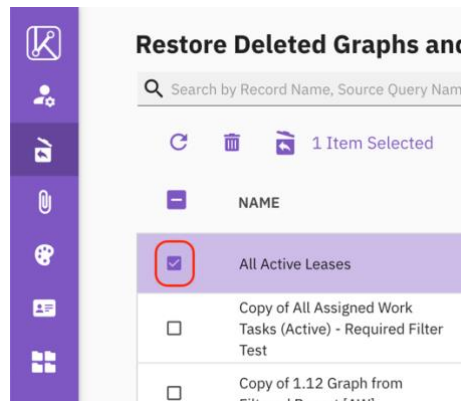 Restore Deleted Graphs and
Search by Record Name, Source Query Nam
1 Item Selected
NAME
All Active Leases
Copy of All Assigned Work
Tasks (Active) - Required Filter
Test
Copy of 1.12 Graph from